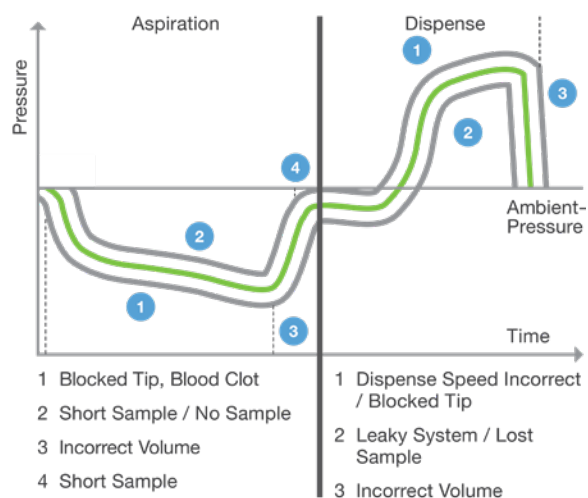 Aspiration
Dispense
Pressure
1
3
4
2
2
1
3
Ambient-
Pressure
Time
1 Blocked Tip, Blood Clot
2 Short Sample / No Sample
3 Incorrect Volume
4 Short Sample
1 Dispense Speed Incorrect
/ Blocked Tip
2 Leaky System / Lost
Sample
3 Incorrect Volume